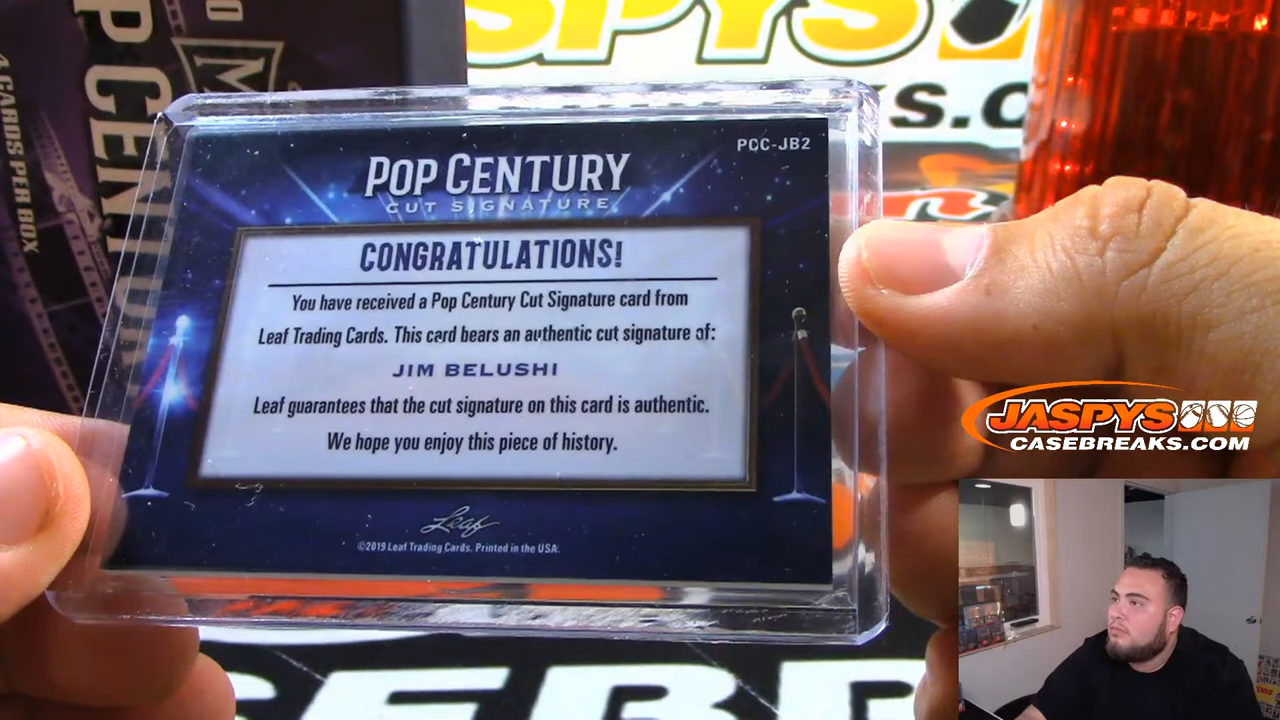 JASPYS
KS.C
4 CARDS PER BOX
P CENTUR
PCC-JB2
POP CENTURY
CUT SIGNATURE
CONGRATULATIONS!
You have received a Pop Century Cut Signature card from
Leaf Trading Cards. This card bears an authentic cut signature of:
JIM BELUSHI
Leaf guarantees that the cut signature on this card is authentic.
We hope you enjoy this piece of history.
Leaf
©2019 Leaf Trading Cards. Printed in the USA.
JASPYS
CASEBREAKS.COM